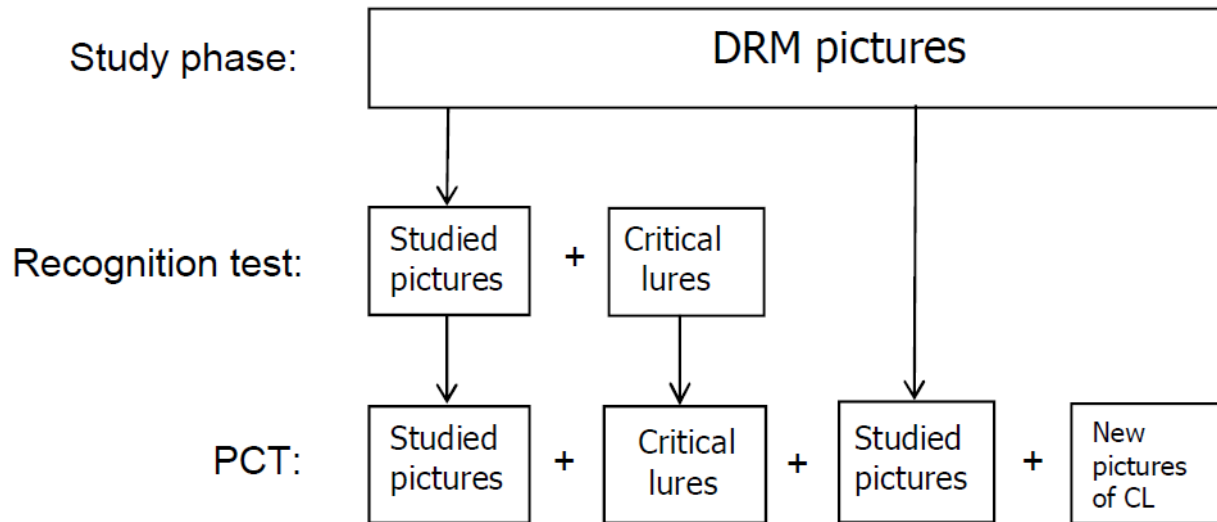 Study phase:
DRM pictures
Recognition test:
Studied
pictures
+
Critical
lures
PCT:
Studied
pictures
+
Critical
lures
+
Studied
pictures
+
New
pictures
of CL